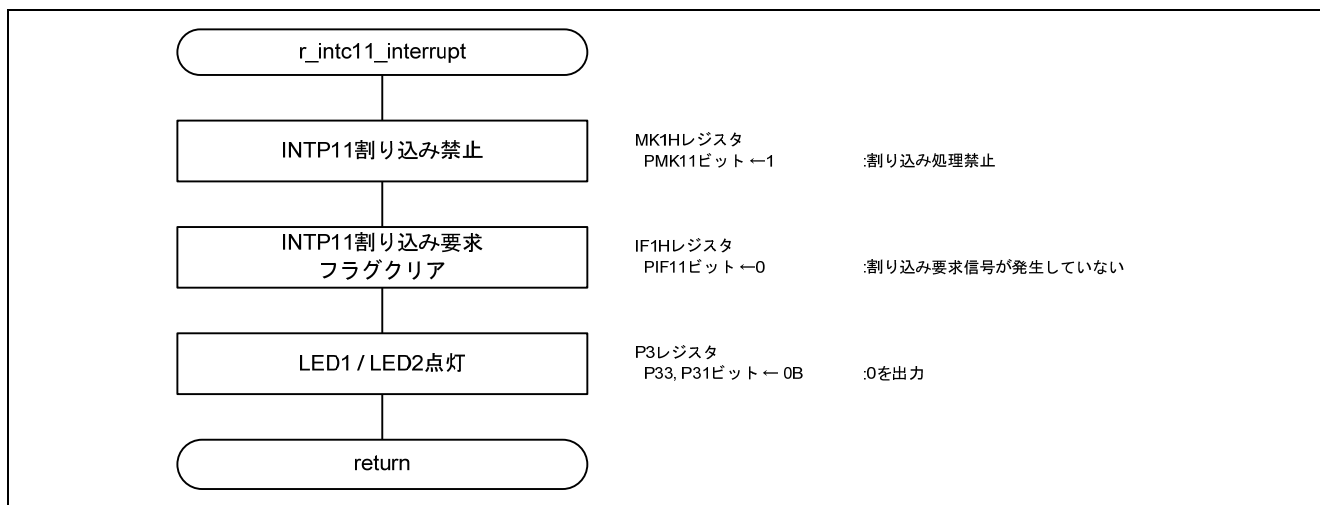 r_intc11_interrupt
INTP11割り込み禁止
MK1Hレジスタ
PMK11ビット ←1 :割り込み処理禁止
INTP11割り込み要求
フラグクリア
IF1Hレジスタ
PIF11ビット ←0 :割り込み要求信号が発生していない
LED1 / LED2点灯
P3レジスタ
P33, P31ビット ← 0B :0を出力
return